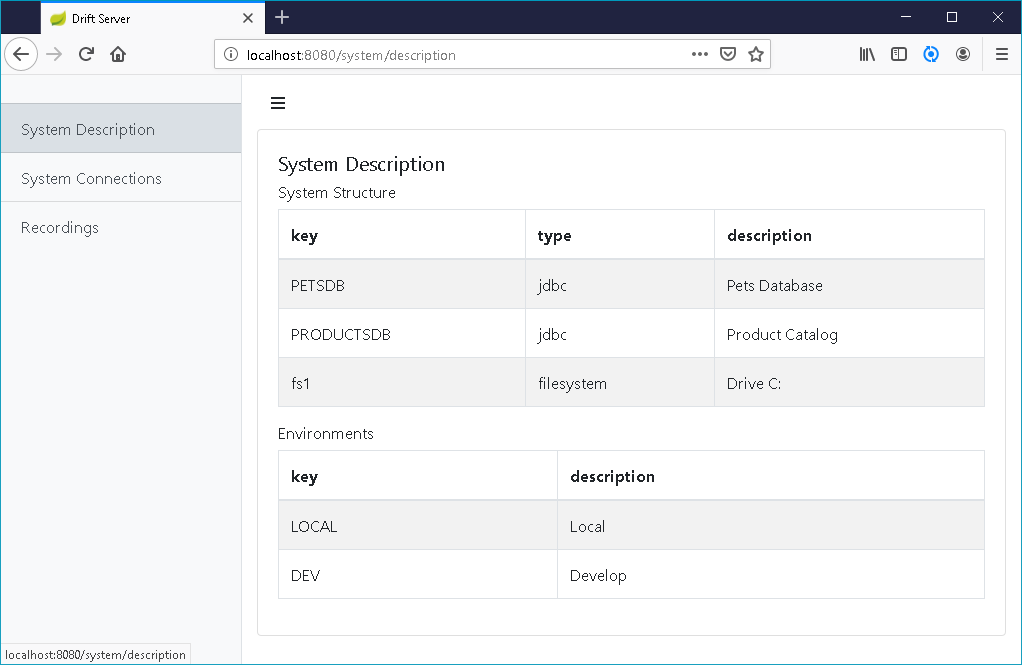 Drift Server
localhost:8080/system/description
System Description
System Connections
Recordings
System Description
System Structure
key type description
PETSDB jdbc Pets Database
PRODUCTSDB jdbc Product Catalog
fs1 filesystem Drive C:
Environments
key description
LOCAL Local
DEV Develop
localhost:8080/system/description